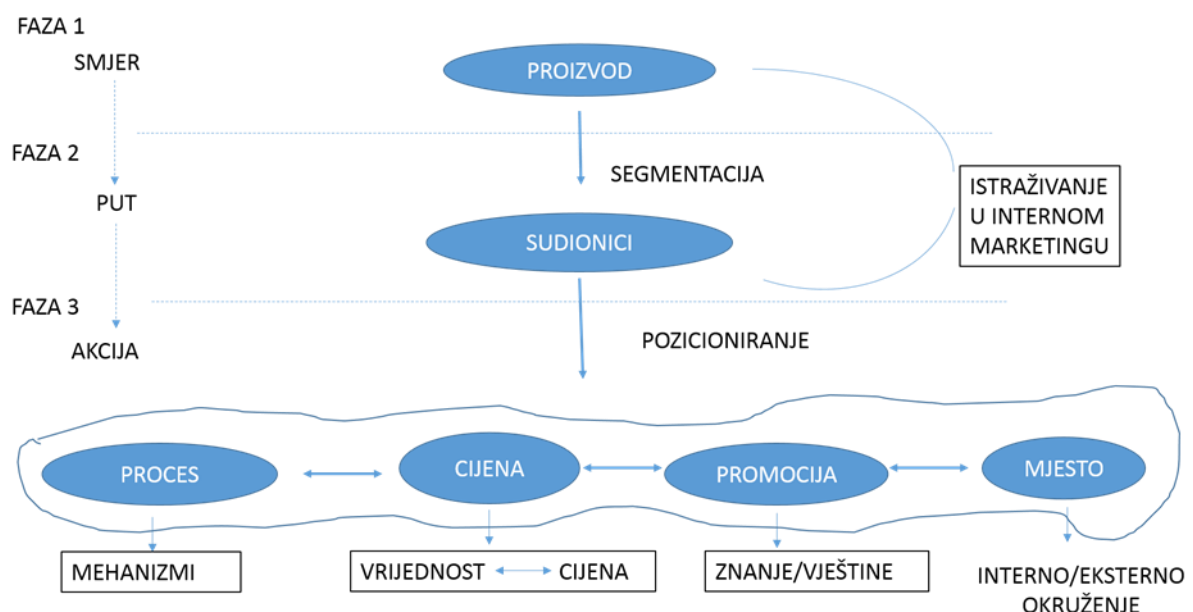 FAZA 1
SMJER
PROIZVOD
FAZA 2
SEGMENTACIJA
PUT
ISTRAŽIVANJE
U INTERNOM
MARKETINGU
SUDIONICI
FAZA 3
AKCIJA
POZICIONIRANJE
PROCES
CIJENA
PROMOCIJA
MJESTO
MEHANIZMI
VRIJEDNOST CIJENA
ZNANJE/VJEŠTINE
INTERNO/EKSTERNO
OKRUŽENJE